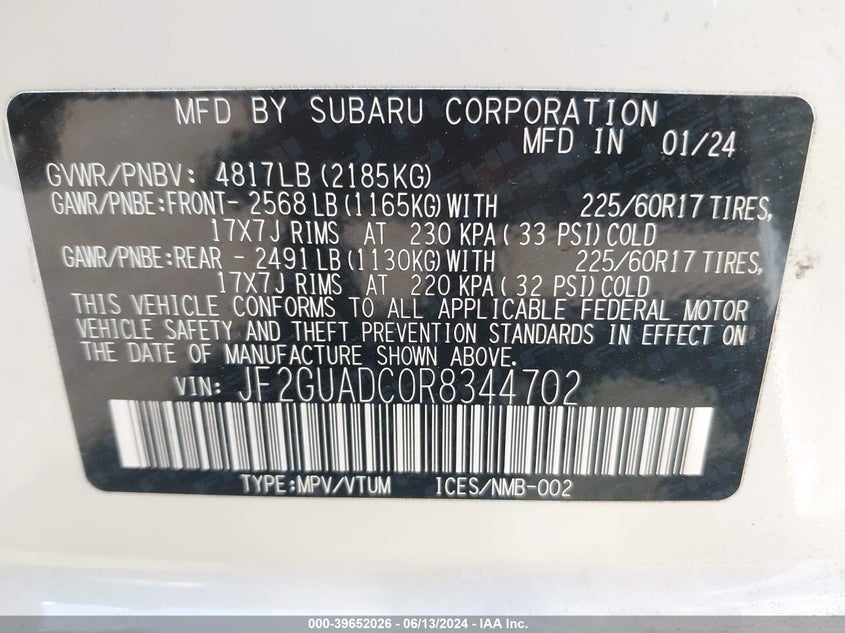 MFD BY SUBARU CORPORATION
MFD IN 01/24
GVWR/PNBV: 4817LB (2185KG)
GAWR/PNBE:FRONT- 2568 LB (1165KG) WITH 225/60R17 TIRES,
17X7J RIMS AT 230 KPA ( 33 PSI) COLD
GAWR/PNBE:REAR - 2491 LB (1130KG) WITH 225/60R17 TIRES,
17X7J RIMS AT 220 KPA ( 32 PSI) COLD
THIS VEHICLE CONFORMS TO ALL APPLICABLE FEDERAL MOTOR
VEHICLE SAFETY AND THEFT PREVENTION STANDARDS IN EFFECT ON
THE DATE OF MANUFACTURE SHOWN ABOVE.
VIN: JF2GUADC0R8344702
TYPE:MPV/VTUM 1CES/NMB-002
000-39652026 - 06/13/2024 - IAA Inc.